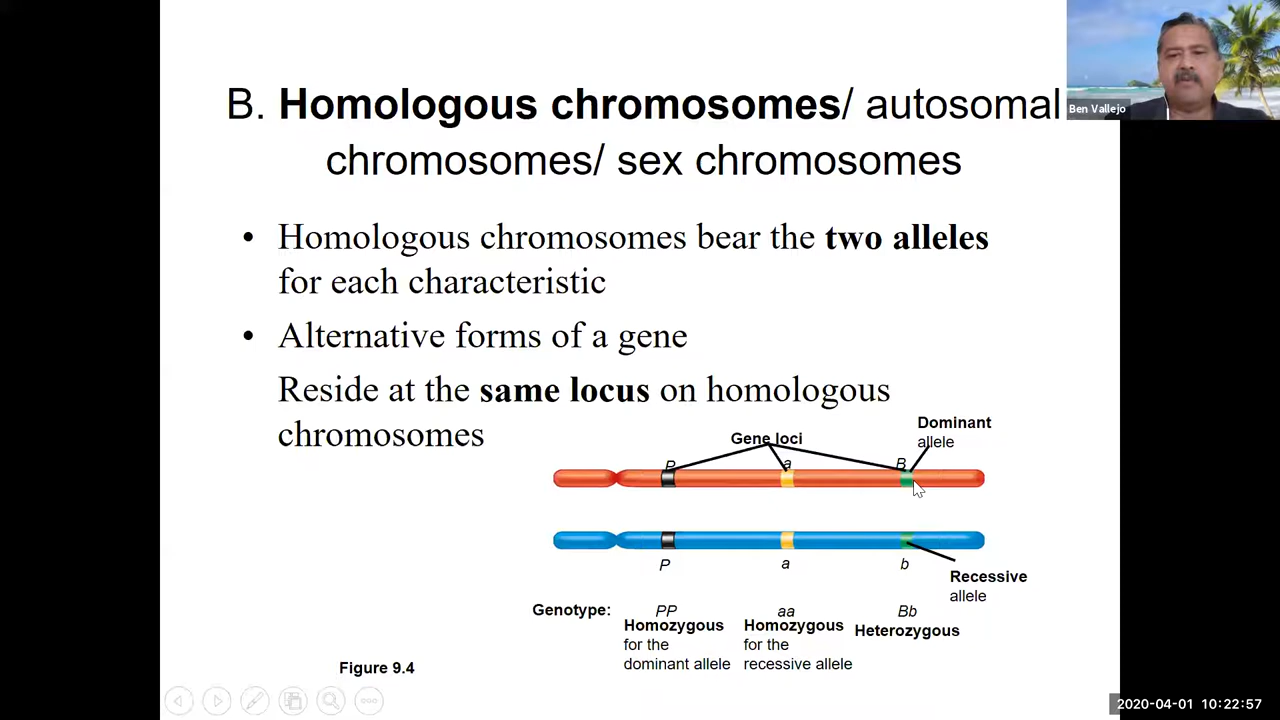 B. Homologous chromosomes/ autosomal
chromosomes/ sex chromosomes
Ben Vallejo
• Homologous chromosomes bear the two alleles
for each characteristic
• Alternative forms of a gene
Reside at the same locus on homologous
chromosomes
Gene loci
Dominant
allele
P a B
P a b
Recessive
allele
Genotype: PP aa Bb
Homozygous
for the
dominant allele
Homozygous
for the
recessive allele
Heterozygous
Figure 9.4
2020-04-01 10:22:57